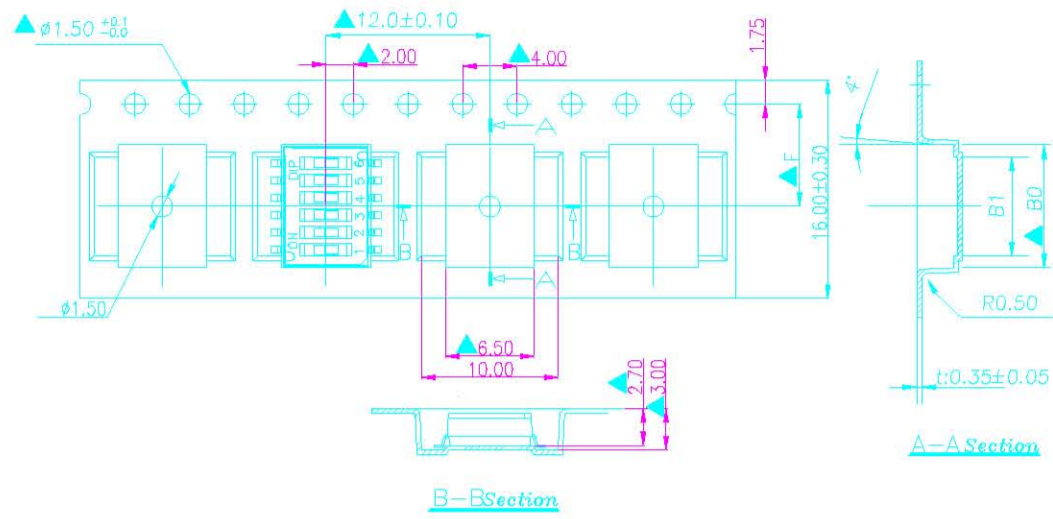 ▲ ø1.50 +0.1 -0.0
▲12.0±0.10
▲2.00
▲4.00
1.75
4°
A
▲F
16.00±0.30
B1
▲ B0
DIP
ON
1 2 3 4 5 6
B
B
A
ø1.50
R0.50
▲6.50
10.00
▲2.70
▲3.00
t:0.35±0.05
A-A Section
B-B Section